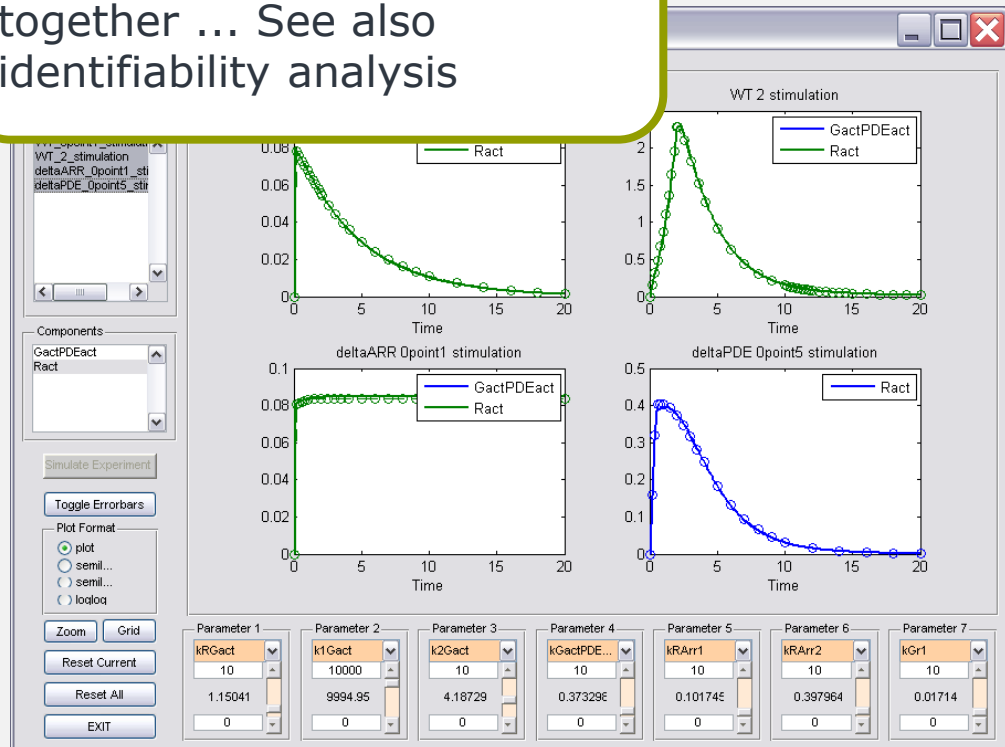 together ... See also
identifiability analysis
WT_2_stimulation
deltaARR_0point1_sti
deltaPDE_0point5_stir
Components
GactPDEact
Ract
Simulate Experiment
Toggle Errorbars
Plot Format
plot
semil...
semil...
loglog
Zoom Grid
Reset Current
Reset All
EXIT
0.08
0.06
0.04
0.02
0
Ract
0 5 10 15 20
Time
WT 2 stimulation
2
1.5
1
0.5
0
GactPDEact
Ract
0 5 10 15 20
Time
deltaARR 0point1 stimulation
0.1
0.08
0.06
0.04
0.02
0
GactPDEact
Ract
0 5 10 15 20
Time
deltaPDE 0point5 stimulation
0.5
0.4
0.3
0.2
0.1
0
Ract
0 5 10 15 20
Time
Parameter 1
kRGact
10
1.15041
0
Parameter 2
k1Gact
10000
9994.95
0
Parameter 3
k2Gact
10
4.18729
0
Parameter 4
kGactPDE...
10
0.373298
0
Parameter 5
kRArr1
10
0.101745
0
Parameter 6
kRArr2
10
0.397964
0
Parameter 7
kGr1
10
0.01714
0